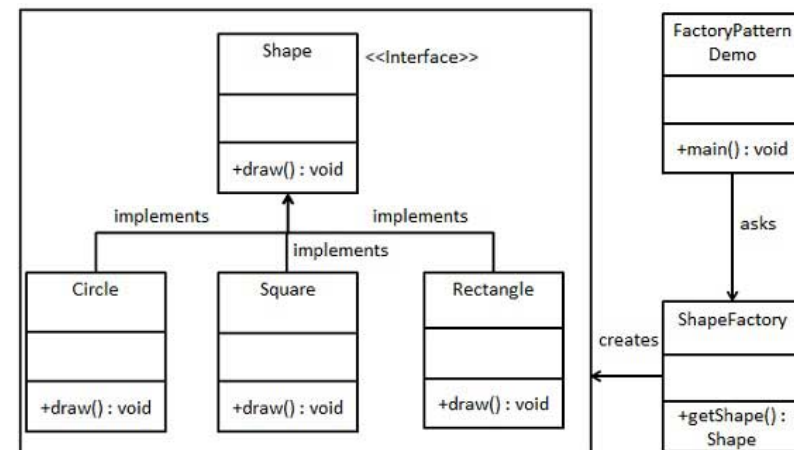 Shape
<<Interface>>
+draw() : void
implements
implements
implements
Circle
+draw() : void
Square
+draw() : void
Rectangle
+draw() : void
FactoryPattern
Demo
+main() : void
asks
ShapeFactory
creates
+getShape() :
Shape